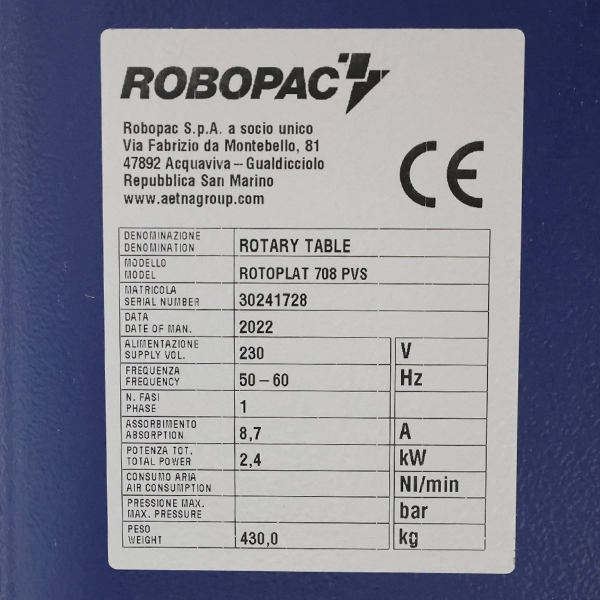 ROBOPAC
Robopac S.p.A. a socio unico
Via Fabrizio da Montebello, 81
47892 Acquaviva – Gualdicciolo
Repubblica San Marino
www.aetnagroup.com
CE
DENOMINAZIONE
DENOMINATION ROTARY TABLE
MODELLO
MODEL ROTOPLAT 708 PVS
MATRICOLA
SERIAL NUMBER 30241728
DATA
DATE OF MAN. 2022
ALIMENTAZIONE
SUPPLY VOL. 230 V
FREQUENZA
FREQUENCY 50–60 Hz
N. FASI
PHASE 1
ASSORBIMENTO
ABSORPTION 8,7 A
POTENZA TOT.
TOTAL POWER 2,4 kW
CONSUMO ARIA
AIR CONSUMPTION Nl/min
PRESSIONE MAX.
MAX. PRESSURE bar
PESO
WEIGHT 430,0 kg